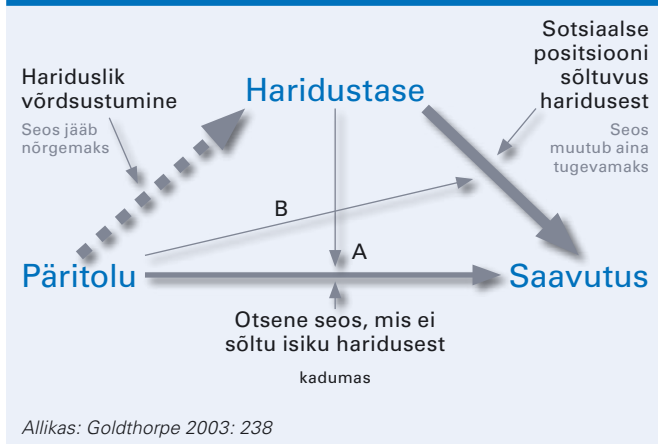 Hariduslik
võrdsustumine
Seos jääb
nõrgemaks
Haridustase
Sotsiaalse
positsiooni
sõltuvus
haridusest
Seos
muutub aina
tugevamaks
B
A
Päritolu
Saavutus
Otsene seos, mis ei
sõltu isiku haridusest
kadumas
Allikas: Goldthorpe 2003: 238